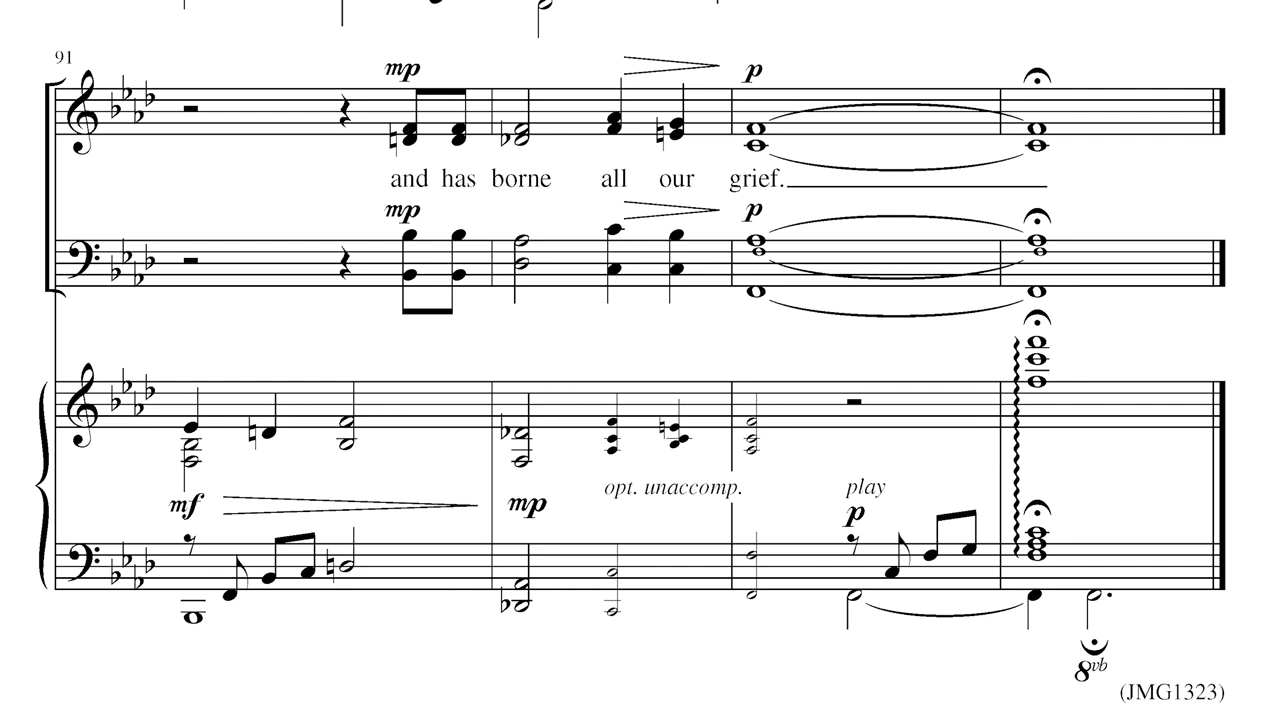 91
mp
and has borne all our grief.
p
mp
p
mf
mp
opt. unaccomp.
play
p
8vb
(JMG1323)